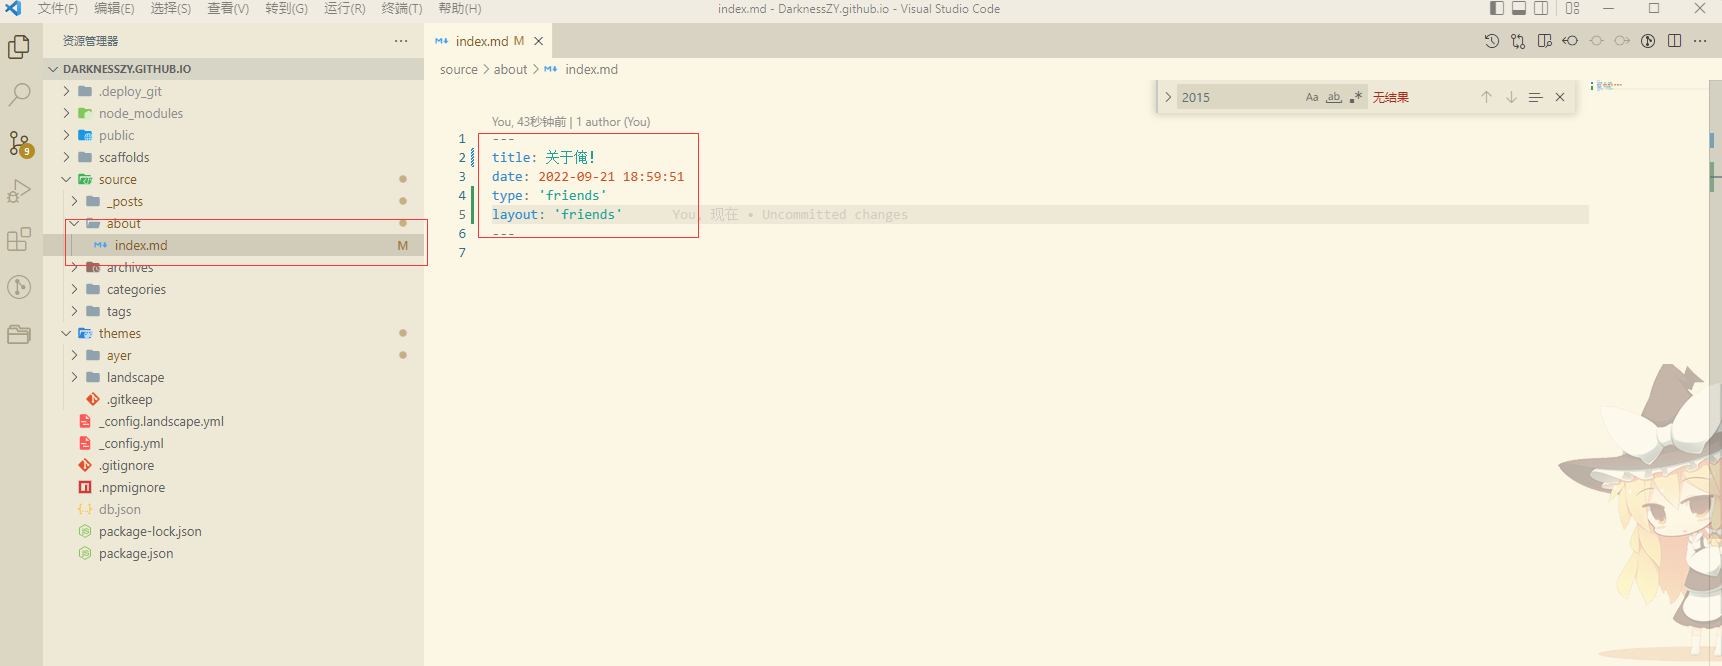 文件(F) 编辑(E) 选择(S) 查看(V) 转到(G) 运行(R) 终端(T) 帮助(H)
index.md - DarknessZY.github.io - Visual Studio Code
资源管理器
DARKNESSZY.GITHUB.IO
.deploy_git
node_modules
public
scaffolds
source
_posts
about
index.md M
archives
categories
tags
themes
ayer
landscape
.gitkeep
_config.landscape.yml
_config.yml
.gitignore
.npmignore
db.json
package-lock.json
package.json
9
index.md M
source > about > index.md
2015 Aa ab 无结果
You, 43秒钟前 | 1 author (You)
1 ---
2 title: 关于俺!
3 date: 2022-09-21 18:59:51
4 type: 'friends'
5 layout: 'friends' You, 现在 • Uncommitted changes
6 ---
7